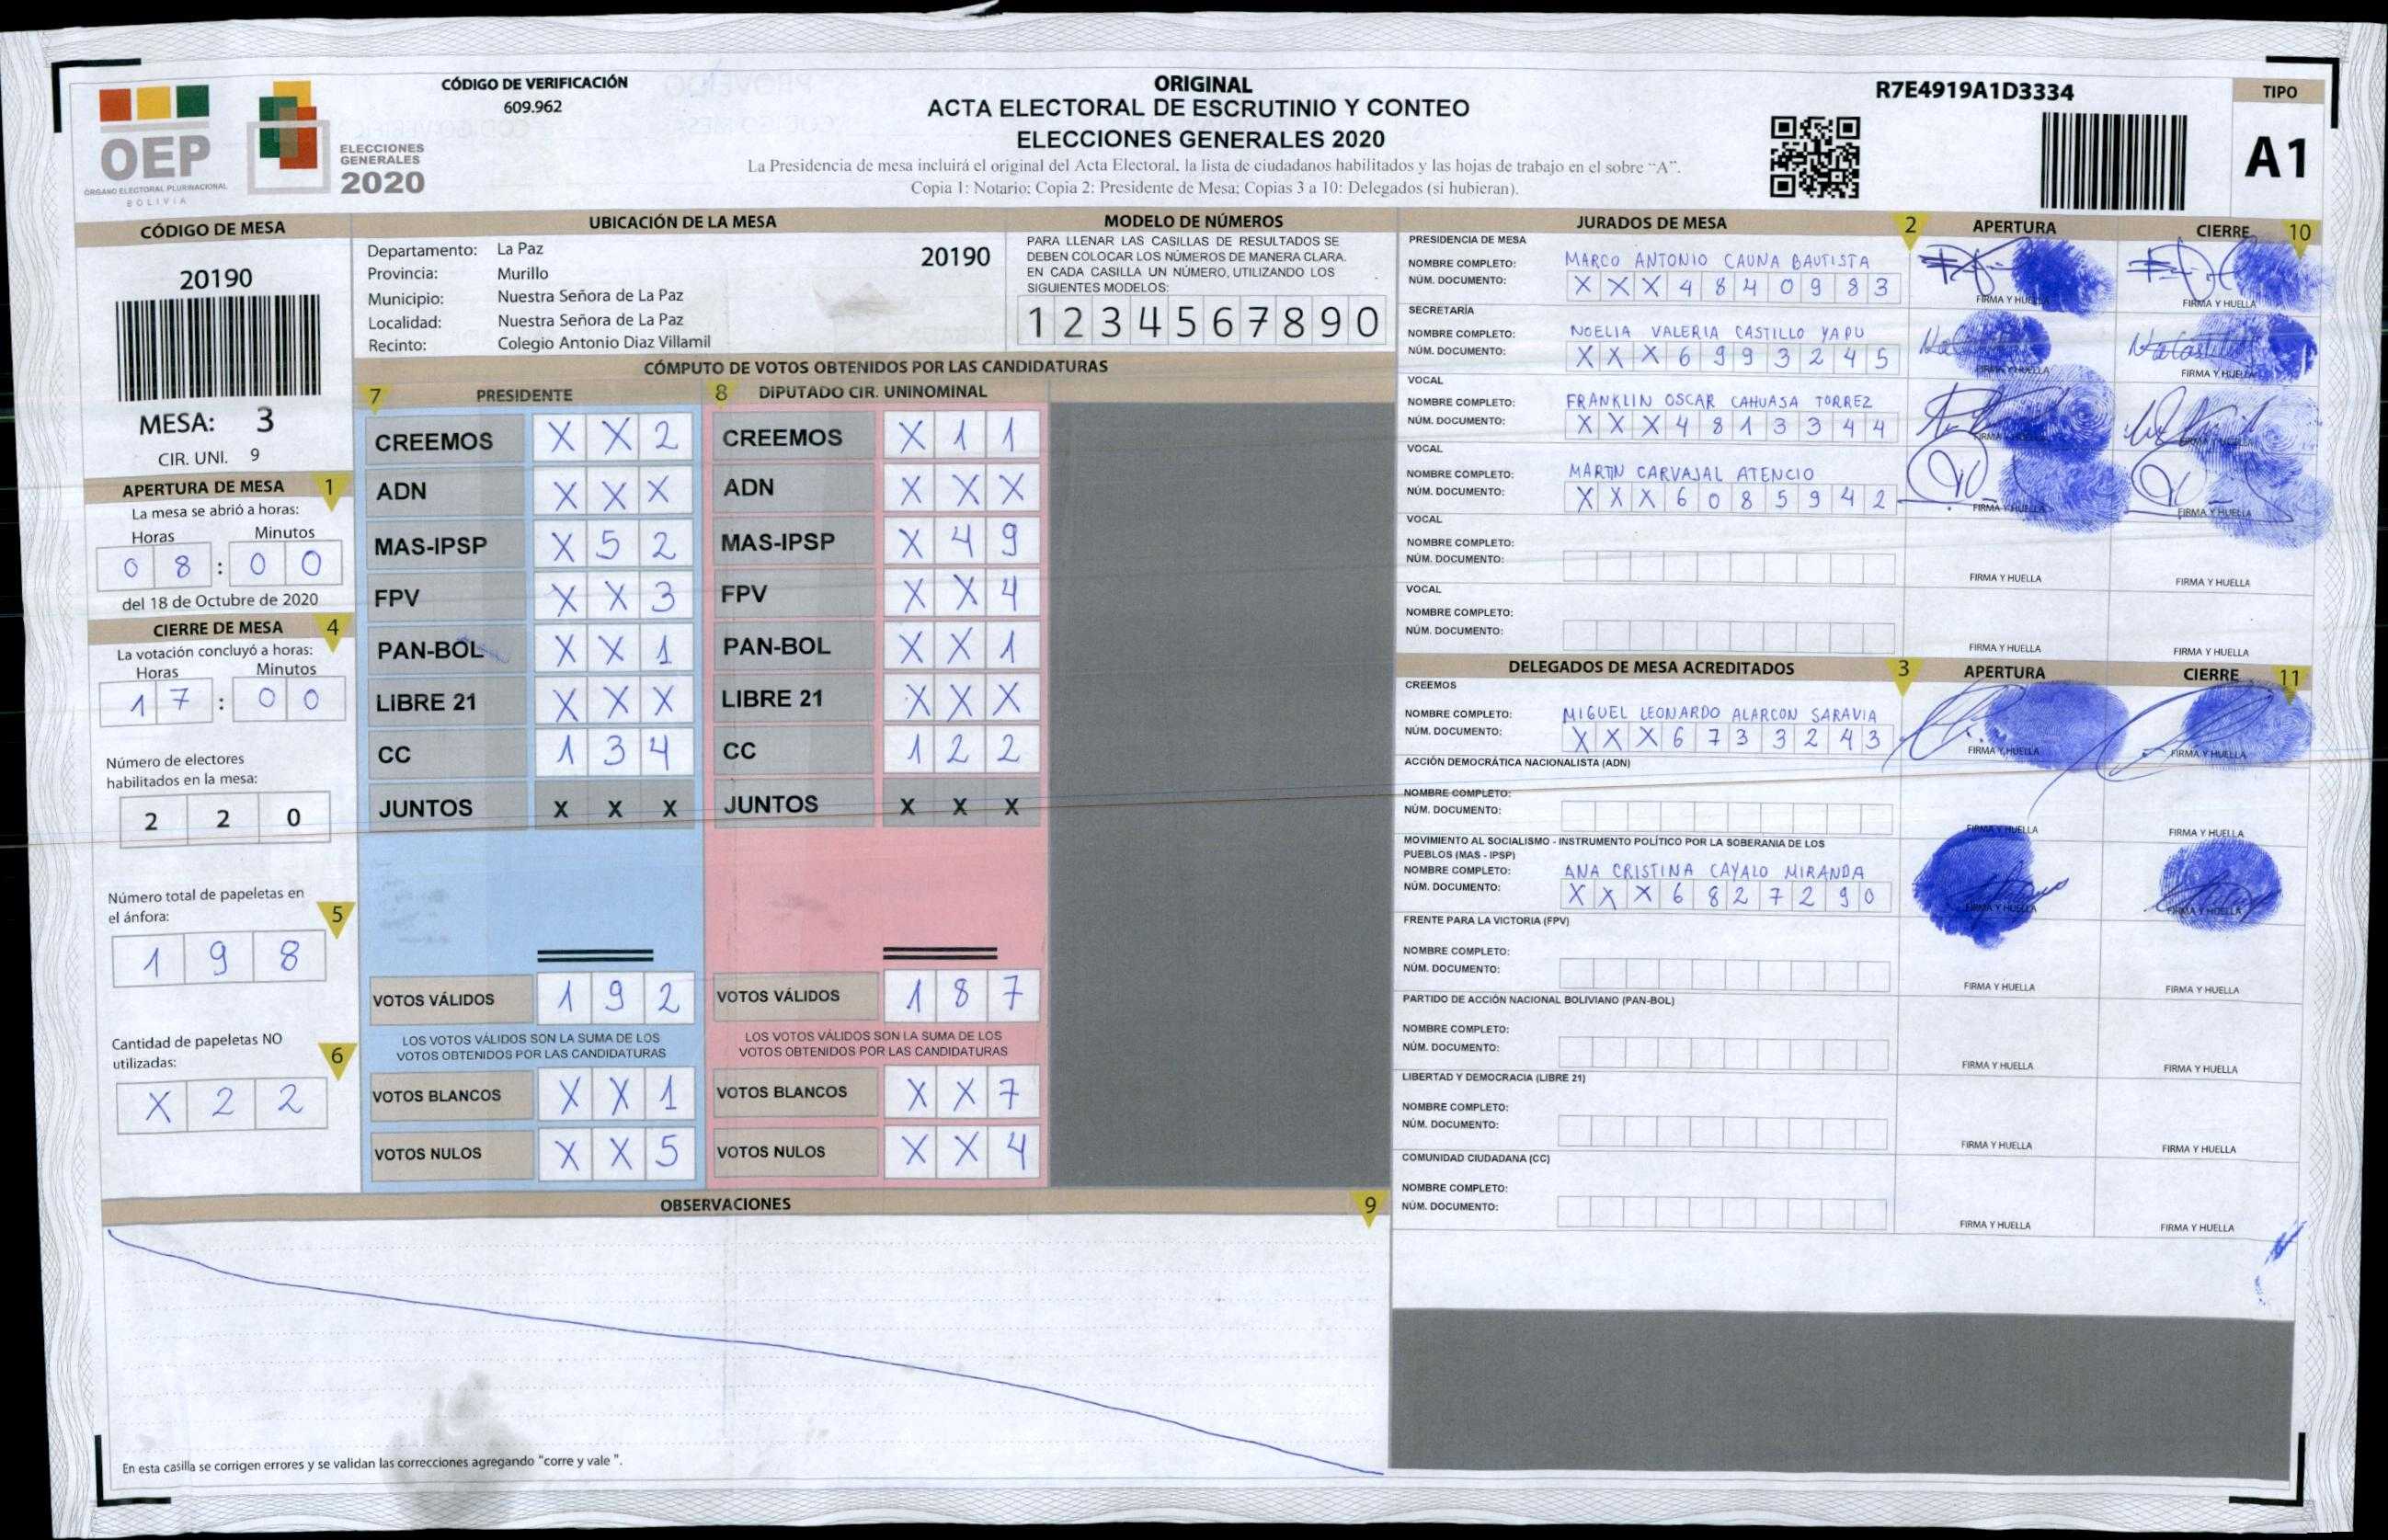 CÓDIGO DE VERIFICACIÓN
609.962
ORIGINAL
ACTA ELECTORAL DE ESCRUTINIO Y CONTEO
ELECCIONES GENERALES 2020
La Presidencia de mesa incluirá el original del Acta Electoral, la lista de ciudadanos habilitados y las hojas de trabajo en el sobre “A”.
Copia 1: Notario; Copia 2: Presidente de Mesa; Copias 3 a 10: Delegados (si hubieran).
R7E4919A1D3334
TIPO
A1
OEP
ÓRGANO ELECTORAL PLURINACIONAL
BOLIVIA
ELECCIONES
GENERALES
2020
CÓDIGO DE MESA
20190
MESA: 3
CIR. UNI. 9
APERTURA DE MESA 1
La mesa se abrió a horas:
Horas Minutos
0 8 : 0 0
del 18 de Octubre de 2020
CIERRE DE MESA 4
La votación concluyó a horas:
Horas Minutos
1 7 : 0 0
Número de electores
habilitados en la mesa:
2 2 0
Número total de papeletas en
el ánfora: 5
1 9 8
Cantidad de papeletas NO
utilizadas: 6
X 2 2
UBICACIÓN DE LA MESA
Departamento: La Paz 20190
Provincia: Murillo
Municipio: Nuestra Señora de La Paz
Localidad: Nuestra Señora de La Paz
Recinto: Colegio Antonio Diaz Villamil
MODELO DE NÚMEROS
PARA LLENAR LAS CASILLAS DE RESULTADOS SE
DEBEN COLOCAR LOS NÚMEROS DE MANERA CLARA.
EN CADA CASILLA UN NÚMERO, UTILIZANDO LOS
SIGUIENTES MODELOS:
1 2 3 4 5 6 7 8 9 0
CÓMPUTO DE VOTOS OBTENIDOS POR LAS CANDIDATURAS
7 PRESIDENTE
CREEMOS X X 2
ADN X X X
MAS-IPSP X 5 2
FPV X X 3
PAN-BOL X X 1
LIBRE 21 X X X
CC 1 3 4
JUNTOS X X X
VOTOS VÁLIDOS 1 9 2
LOS VOTOS VÁLIDOS SON LA SUMA DE LOS
VOTOS OBTENIDOS POR LAS CANDIDATURAS
VOTOS BLANCOS X X 1
VOTOS NULOS X X 5
8 DIPUTADO CIR. UNINOMINAL
CREEMOS X 1 1
ADN X X X
MAS-IPSP X 4 9
FPV X X 4
PAN-BOL X X 1
LIBRE 21 X X X
CC 1 2 2
JUNTOS X X X
VOTOS VÁLIDOS 1 8 7
LOS VOTOS VÁLIDOS SON LA SUMA DE LOS
VOTOS OBTENIDOS POR LAS CANDIDATURAS
VOTOS BLANCOS X X 7
VOTOS NULOS X X 4
OBSERVACIONES 9
En esta casilla se corrigen errores y se validan las correcciones agregando "corre y vale ".
JURADOS DE MESA 2 APERTURA CIERRE 10
PRESIDENCIA DE MESA
NOMBRE COMPLETO: MARCO ANTONIO CAUNA BAUTISTA
NÚM. DOCUMENTO: X X X 4 8 4 0 9 8 3
FIRMA Y HUELLA FIRMA Y HUELLA
SECRETARÍA
NOMBRE COMPLETO: NOELIA VALERIA CASTILLO YAPU
NÚM. DOCUMENTO: X X X 6 9 9 3 2 4 5
FIRMA Y HUELLA FIRMA Y HUELLA
VOCAL
NOMBRE COMPLETO: FRANKLIN OSCAR CAHUASA TORREZ
NÚM. DOCUMENTO: X X X 4 8 1 3 3 4 4
FIRMA Y HUELLA FIRMA Y HUELLA
VOCAL
NOMBRE COMPLETO: MARTIN CARVAJAL ATENCIO
NÚM. DOCUMENTO: X X X 6 0 8 5 9 4 2
FIRMA Y HUELLA FIRMA Y HUELLA
VOCAL
NOMBRE COMPLETO:
NÚM. DOCUMENTO:
FIRMA Y HUELLA FIRMA Y HUELLA
VOCAL
NOMBRE COMPLETO:
NÚM. DOCUMENTO:
FIRMA Y HUELLA FIRMA Y HUELLA
DELEGADOS DE MESA ACREDITADOS 3 APERTURA CIERRE 11
CREEMOS
NOMBRE COMPLETO: MIGUEL LEONARDO ALARCON SARAVIA
NÚM. DOCUMENTO: X X X 6 7 3 3 2 4 3
FIRMA Y HUELLA FIRMA Y HUELLA
ACCIÓN DEMOCRÁTICA NACIONALISTA (ADN)
NOMBRE COMPLETO:
NÚM. DOCUMENTO:
FIRMA Y HUELLA FIRMA Y HUELLA
MOVIMIENTO AL SOCIALISMO - INSTRUMENTO POLÍTICO POR LA SOBERANIA DE LOS
PUEBLOS (MAS - IPSP)
NOMBRE COMPLETO: ANA CRISTINA CAYALO MIRANDA
NÚM. DOCUMENTO: X X X 6 8 2 7 2 9 0
FIRMA Y HUELLA FIRMA Y HUELLA
FRENTE PARA LA VICTORIA (FPV)
NOMBRE COMPLETO:
NÚM. DOCUMENTO:
FIRMA Y HUELLA FIRMA Y HUELLA
PARTIDO DE ACCIÓN NACIONAL BOLIVIANO (PAN-BOL)
NOMBRE COMPLETO:
NÚM. DOCUMENTO:
FIRMA Y HUELLA FIRMA Y HUELLA
LIBERTAD Y DEMOCRACIA (LIBRE 21)
NOMBRE COMPLETO:
NÚM. DOCUMENTO:
FIRMA Y HUELLA FIRMA Y HUELLA
COMUNIDAD CIUDADANA (CC)
NOMBRE COMPLETO:
NÚM. DOCUMENTO:
FIRMA Y HUELLA FIRMA Y HUELLA